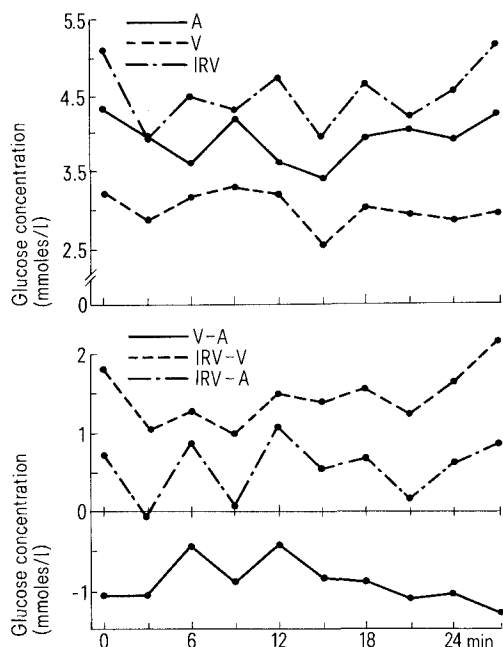 5.5
4.5
3.5
2.5
0
A
V
IRV
Glucose concentration
(mmoles/l)
2
1
0
-1
V-A
IRV-V
IRV-A
Glucose concentration
(mmoles/l)
0 6 12 18 24 min